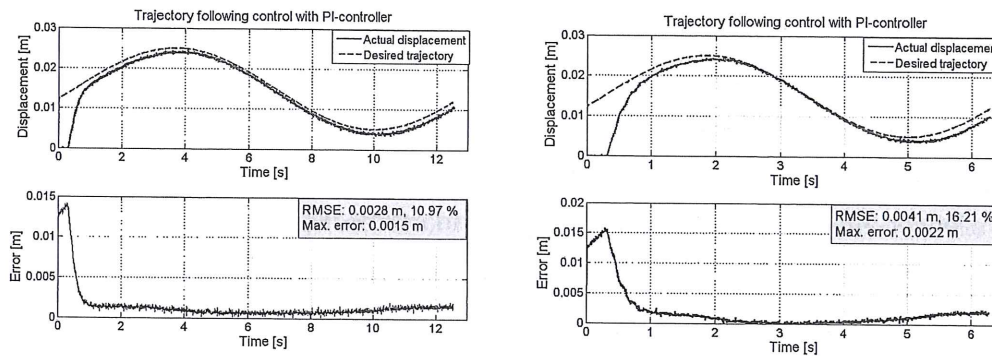 Trajectory following control with PI-controller
0.03
0.02
0.01
0
Displacement [m]
Actual displacement
Desired trajectory
0 2 4 6 8 10 12
Time [s]
0.015
0.01
0.005
0
Error [m]
RMSE: 0.0028 m, 10.97 %
Max. error: 0.0015 m
0 2 4 6 8 10 12
Time [s]
Trajectory following control with PI-controller
0.03
0.02
0.01
0
Displacement [m]
Actual displacement
Desired trajectory
0 1 2 3 4 5 6
Time [s]
0.02
0.015
0.01
0.005
0
Error [m]
RMSE: 0.0041 m, 16.21 %
Max. error: 0.0022 m
0 1 2 3 4 5 6
Time [s]